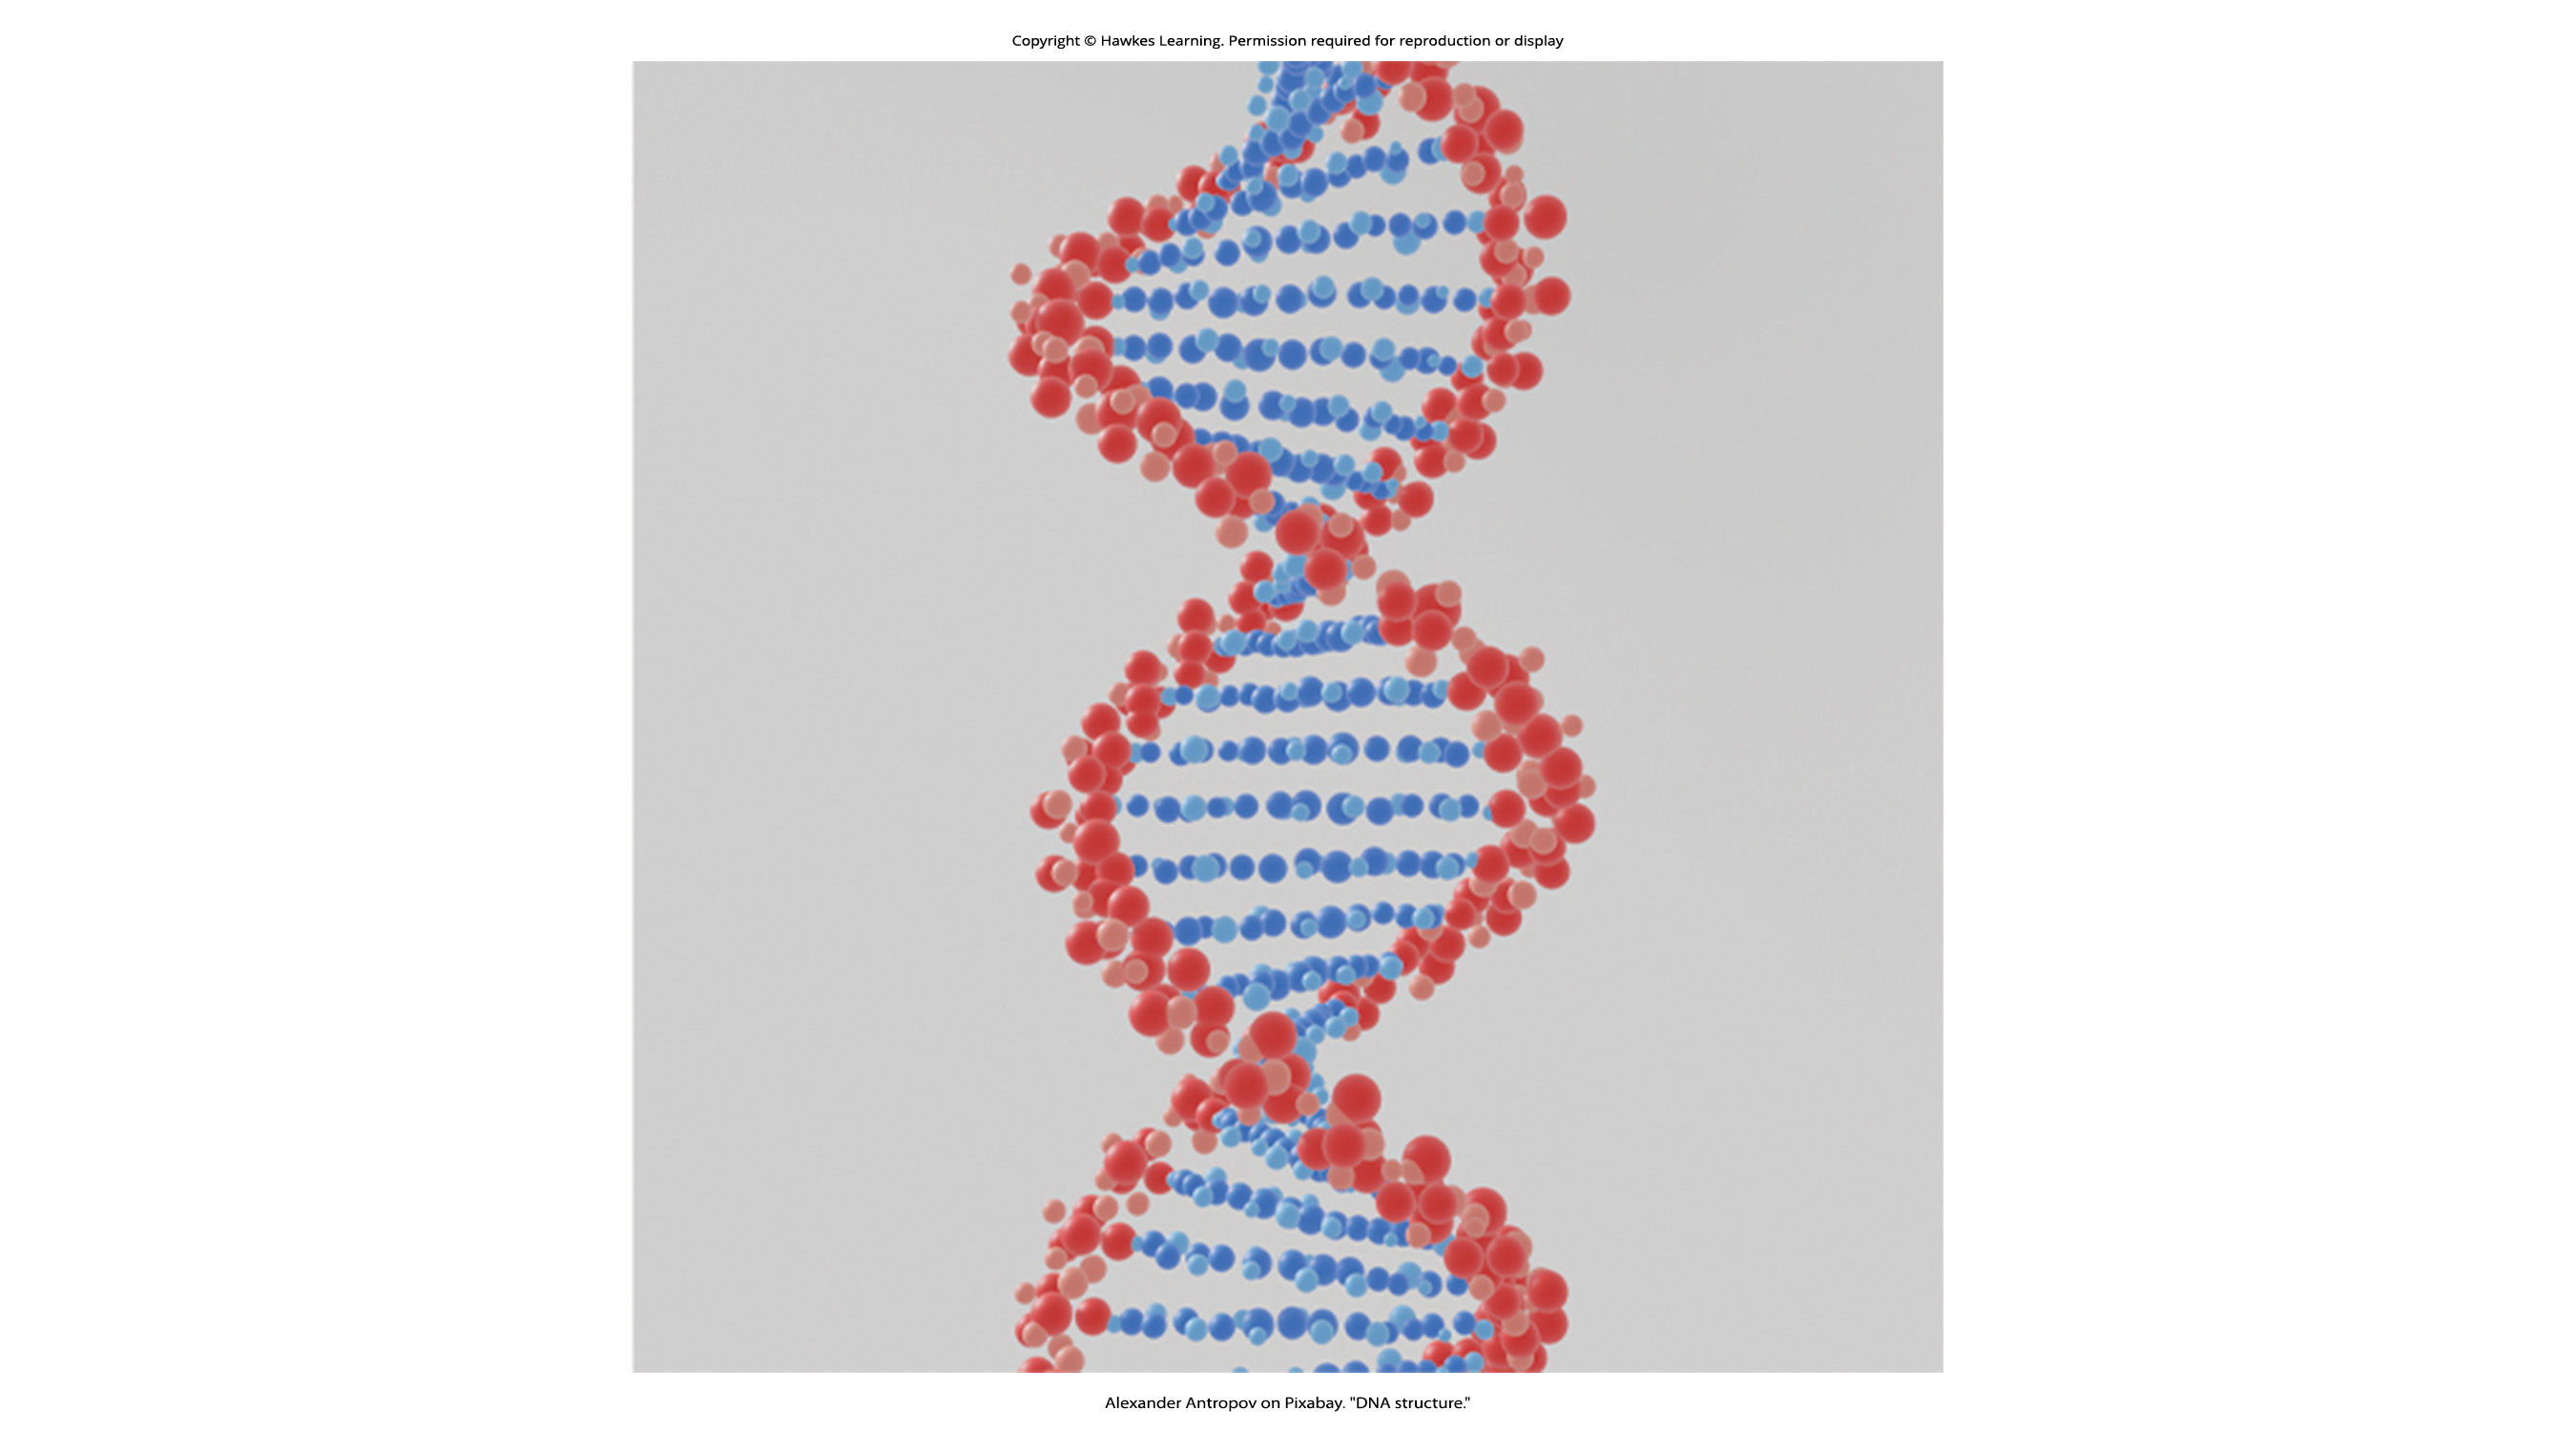 Copyright © Hawkes Learning. Permission required for reproduction or display
Alexander Antropov on Pixabay. "DNA structure."